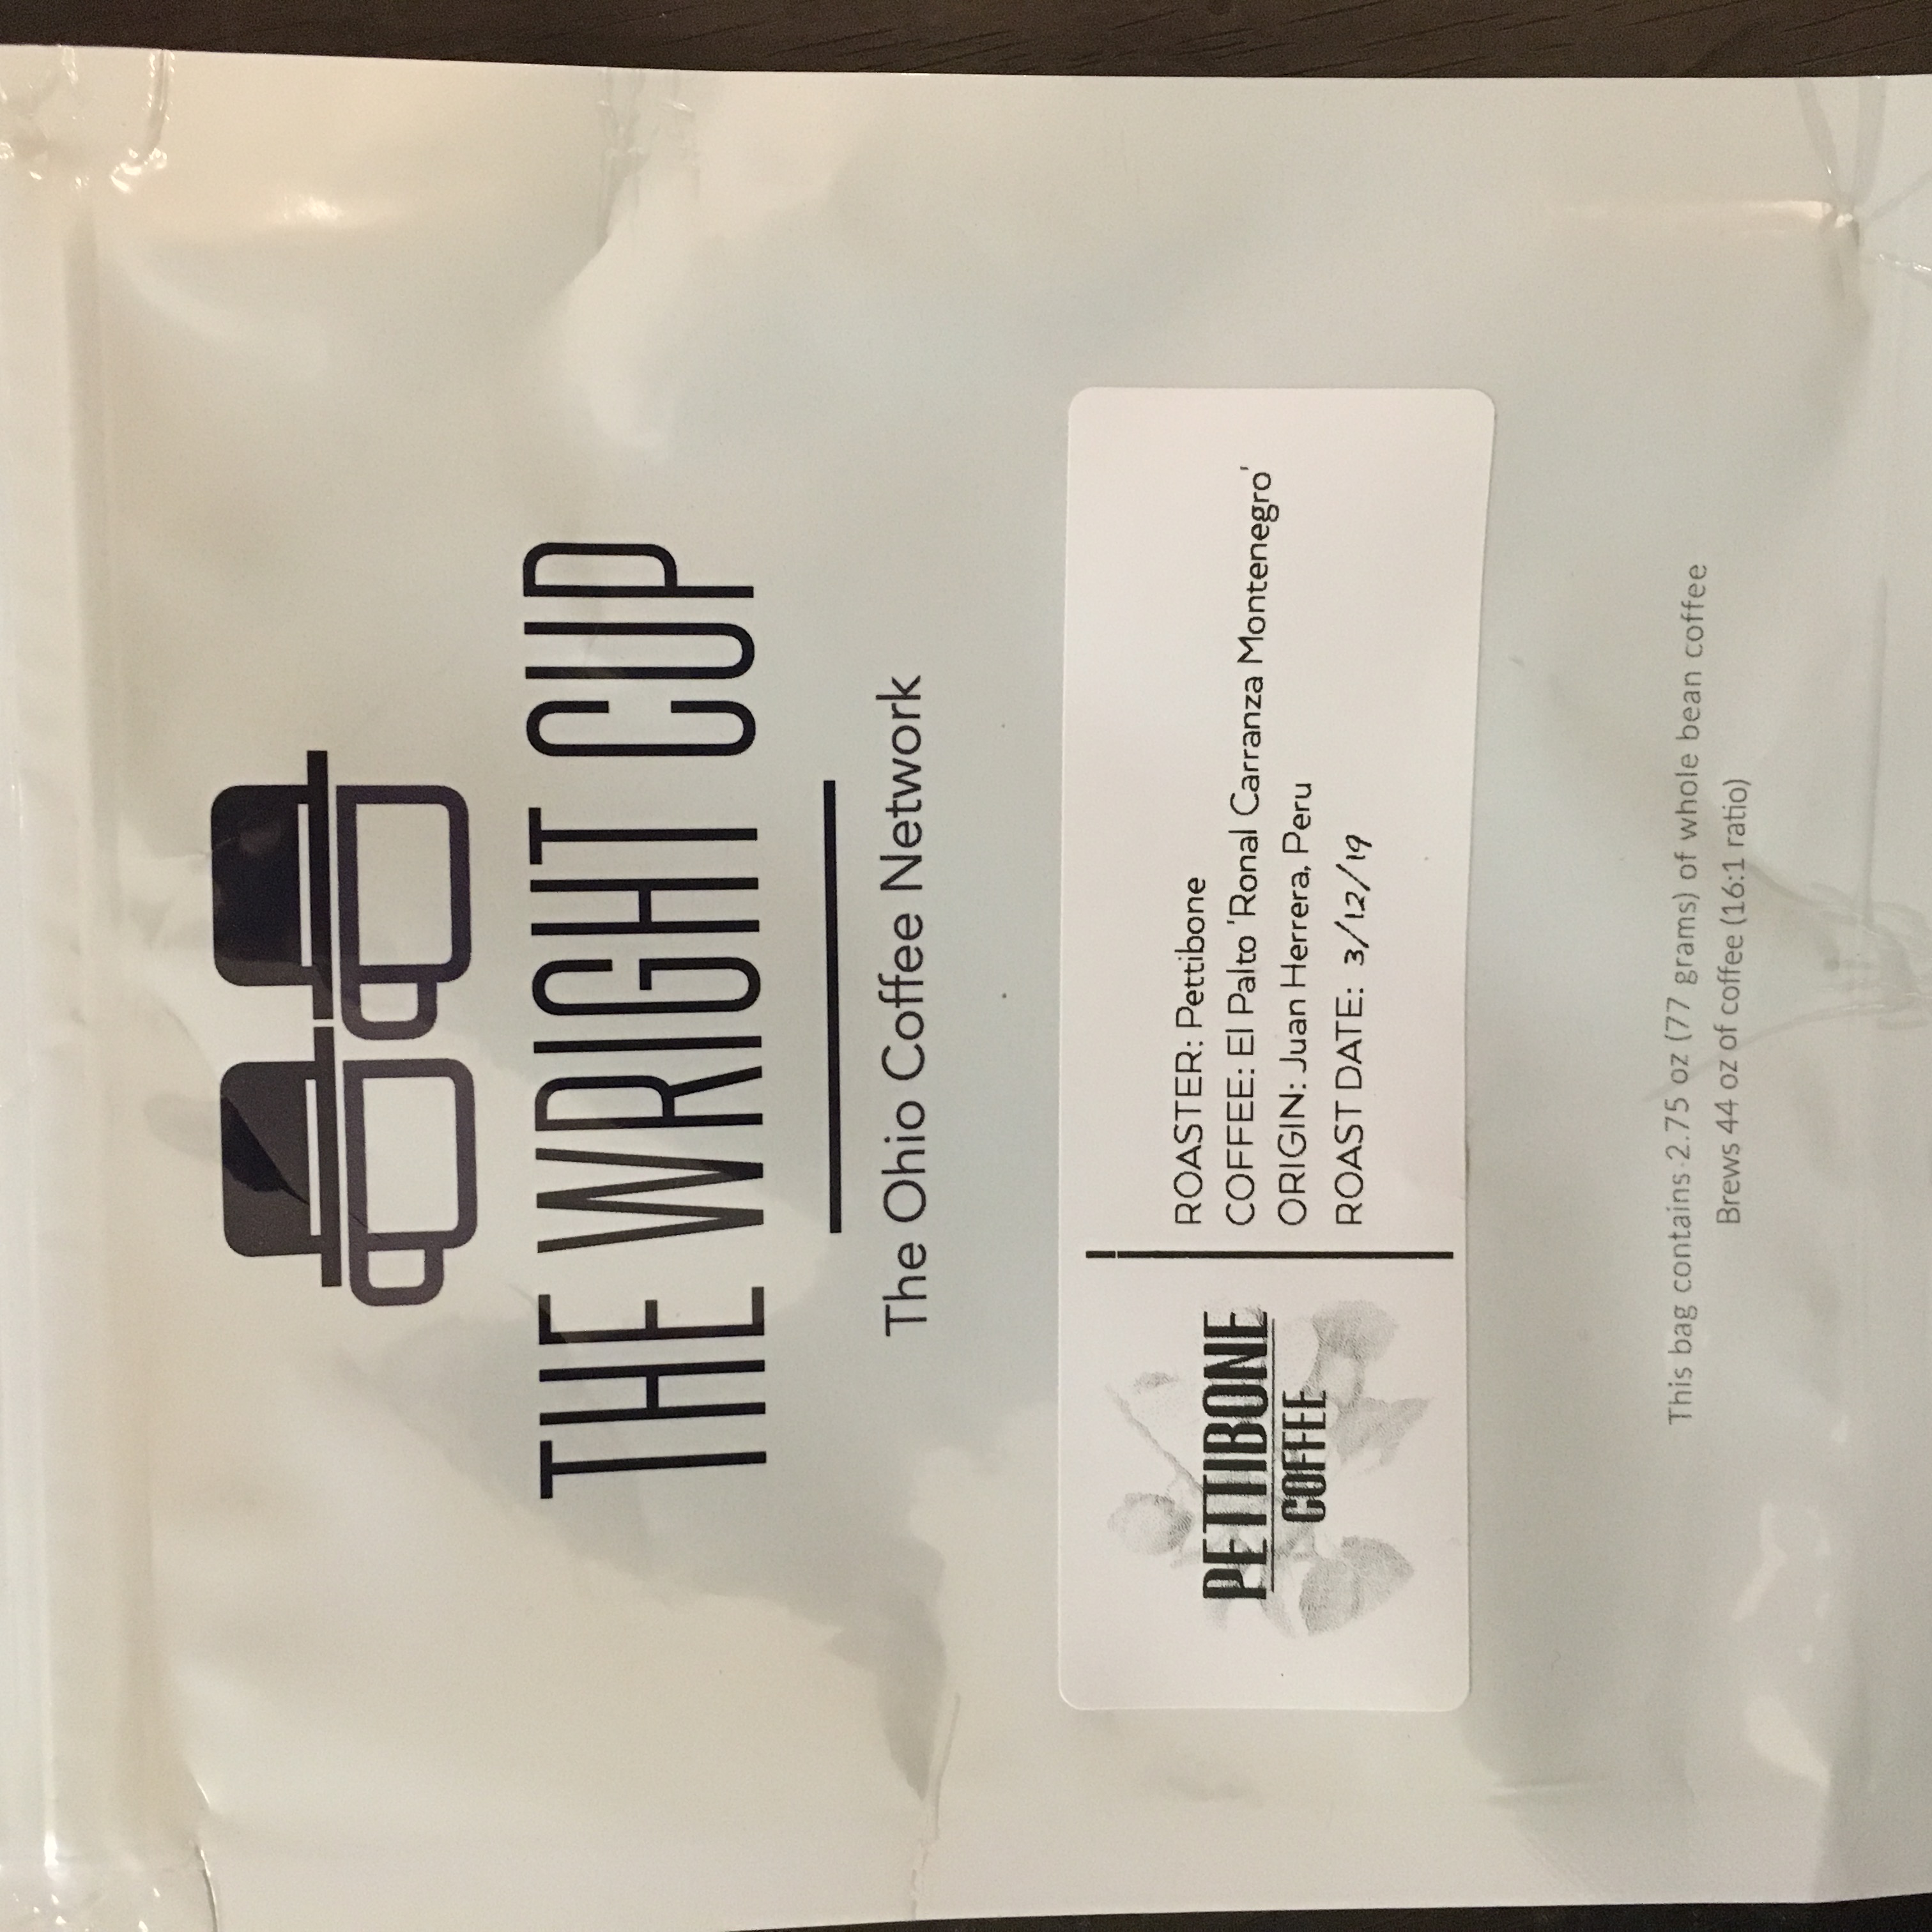 THE WRIGHT CUP
The Ohio Coffee Network
PETTIBONE
COFFEE
ROASTER: Pettibone
COFFEE: El Palto 'Ronal Carranza Montenegro'
ORIGIN: Juan Herrera, Peru
ROAST DATE: 3/12/19
This bag contains 2.75 oz (77 grams) of whole bean coffee
Brews 44 oz of coffee (16:1 ratio)